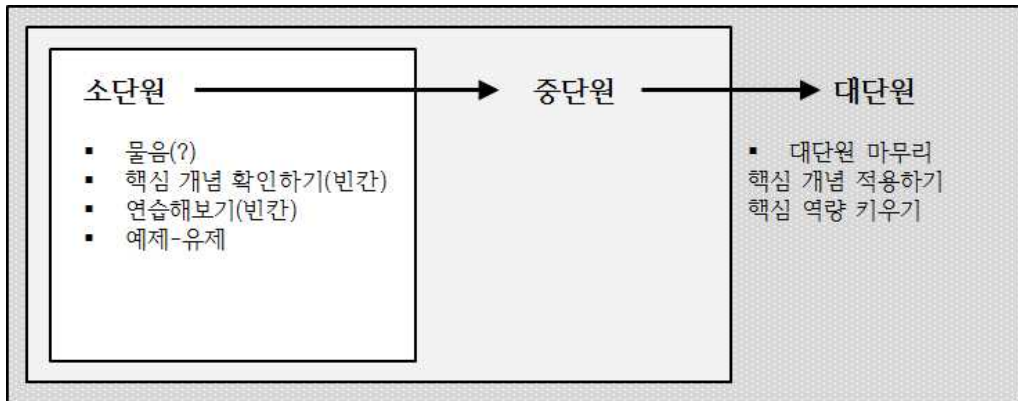 소단원
중단원
대단원
▪ 물음(?)
▪ 핵심 개념 확인하기(빈칸)
▪ 연습해보기(빈칸)
▪ 예제-유제
▪ 대단원 마무리
핵심 개념 적용하기
핵심 역량 키우기